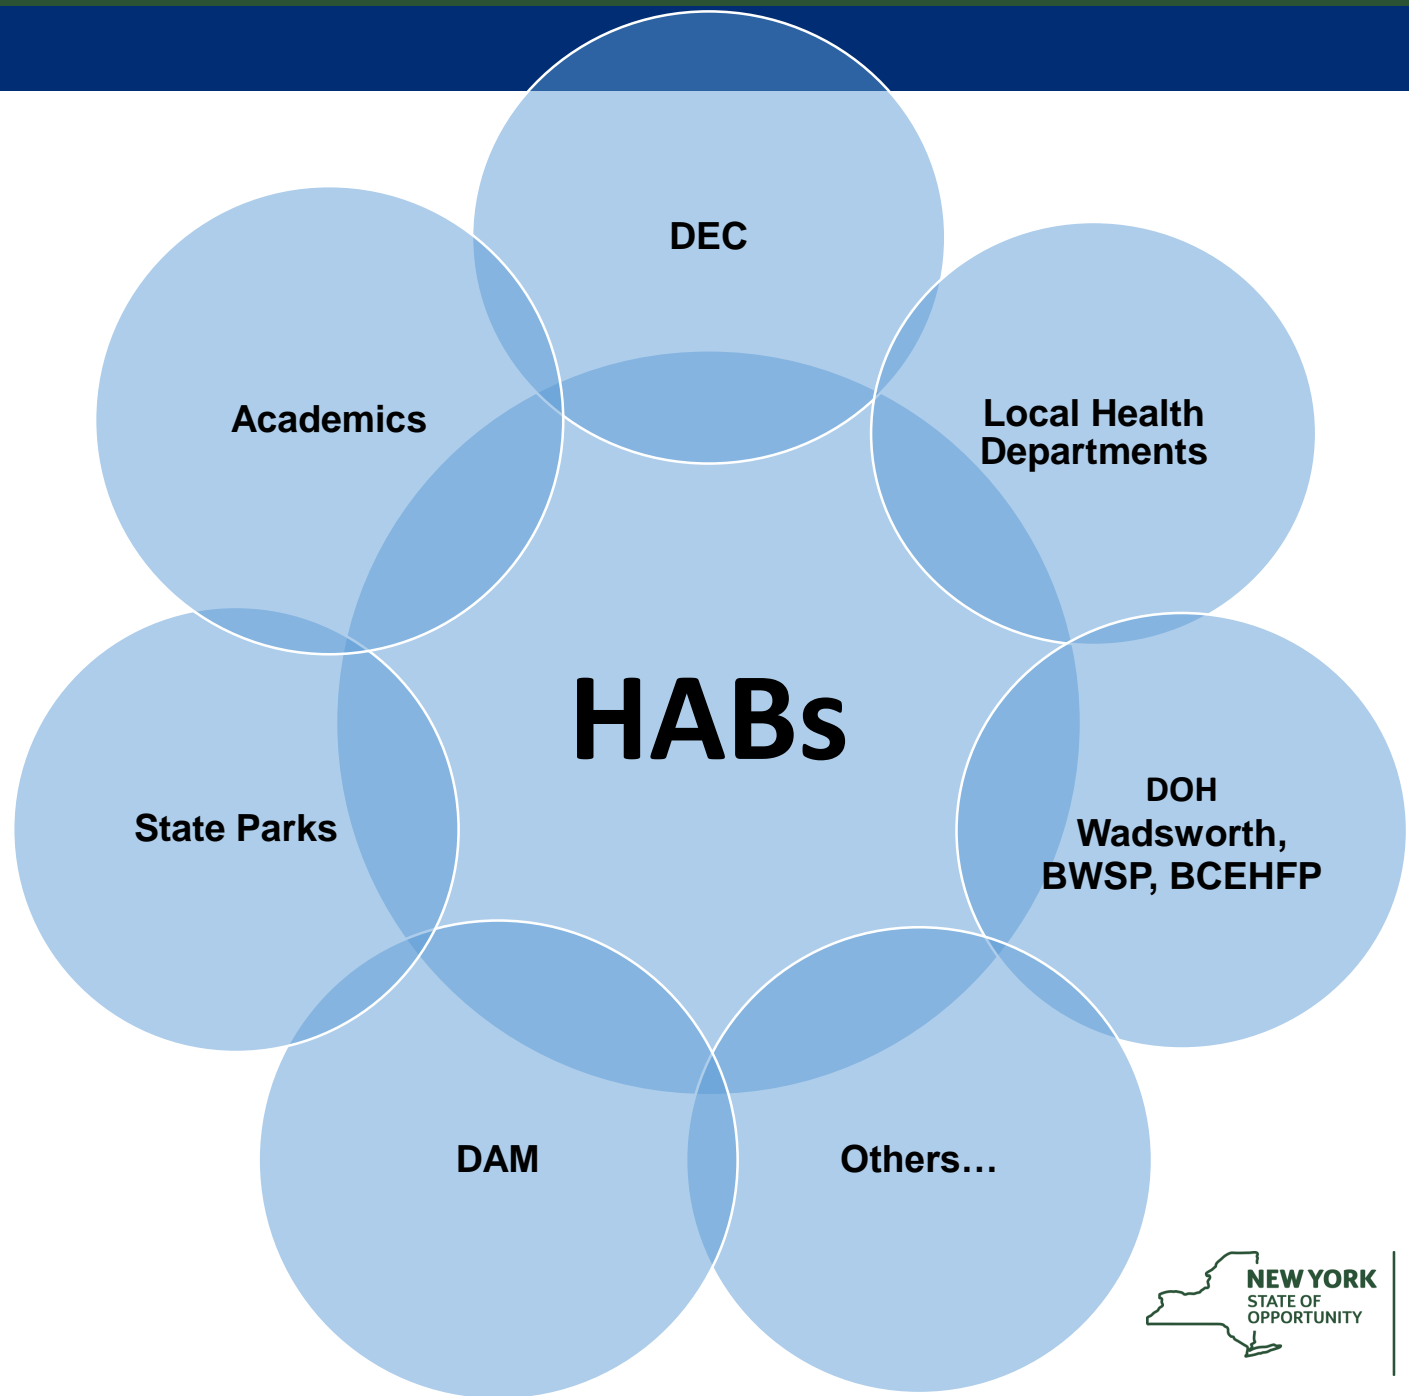 DEC
Academics
Local Health
Departments
HABs
DOH
Wadsworth,
BWSP, BCEHFP
State Parks
DAM
Others…
NEW YORK
STATE OF
OPPORTUNITY